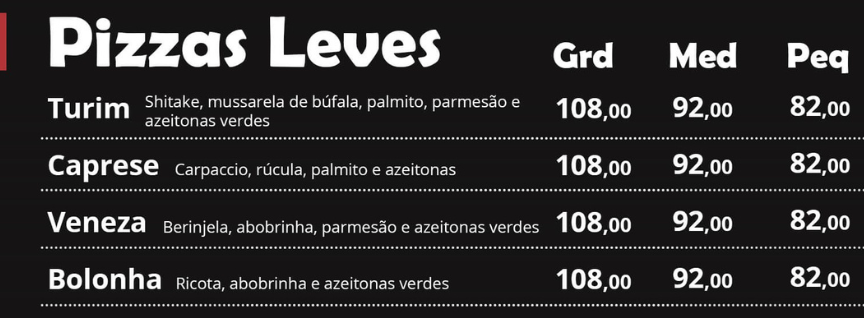 Pizzas Leves Grd Med Peq
Turim Shitake, mussarela de búfala, palmito, parmesão e azeitonas verdes 108,00 92,00 82,00
Caprese Carpaccio, rúcula, palmito e azeitonas 108,00 92,00 82,00
Veneza Berinjela, abobrinha, parmesão e azeitonas verdes 108,00 92,00 82,00
Bolonha Ricota, abobrinha e azeitonas verdes 108,00 92,00 82,00